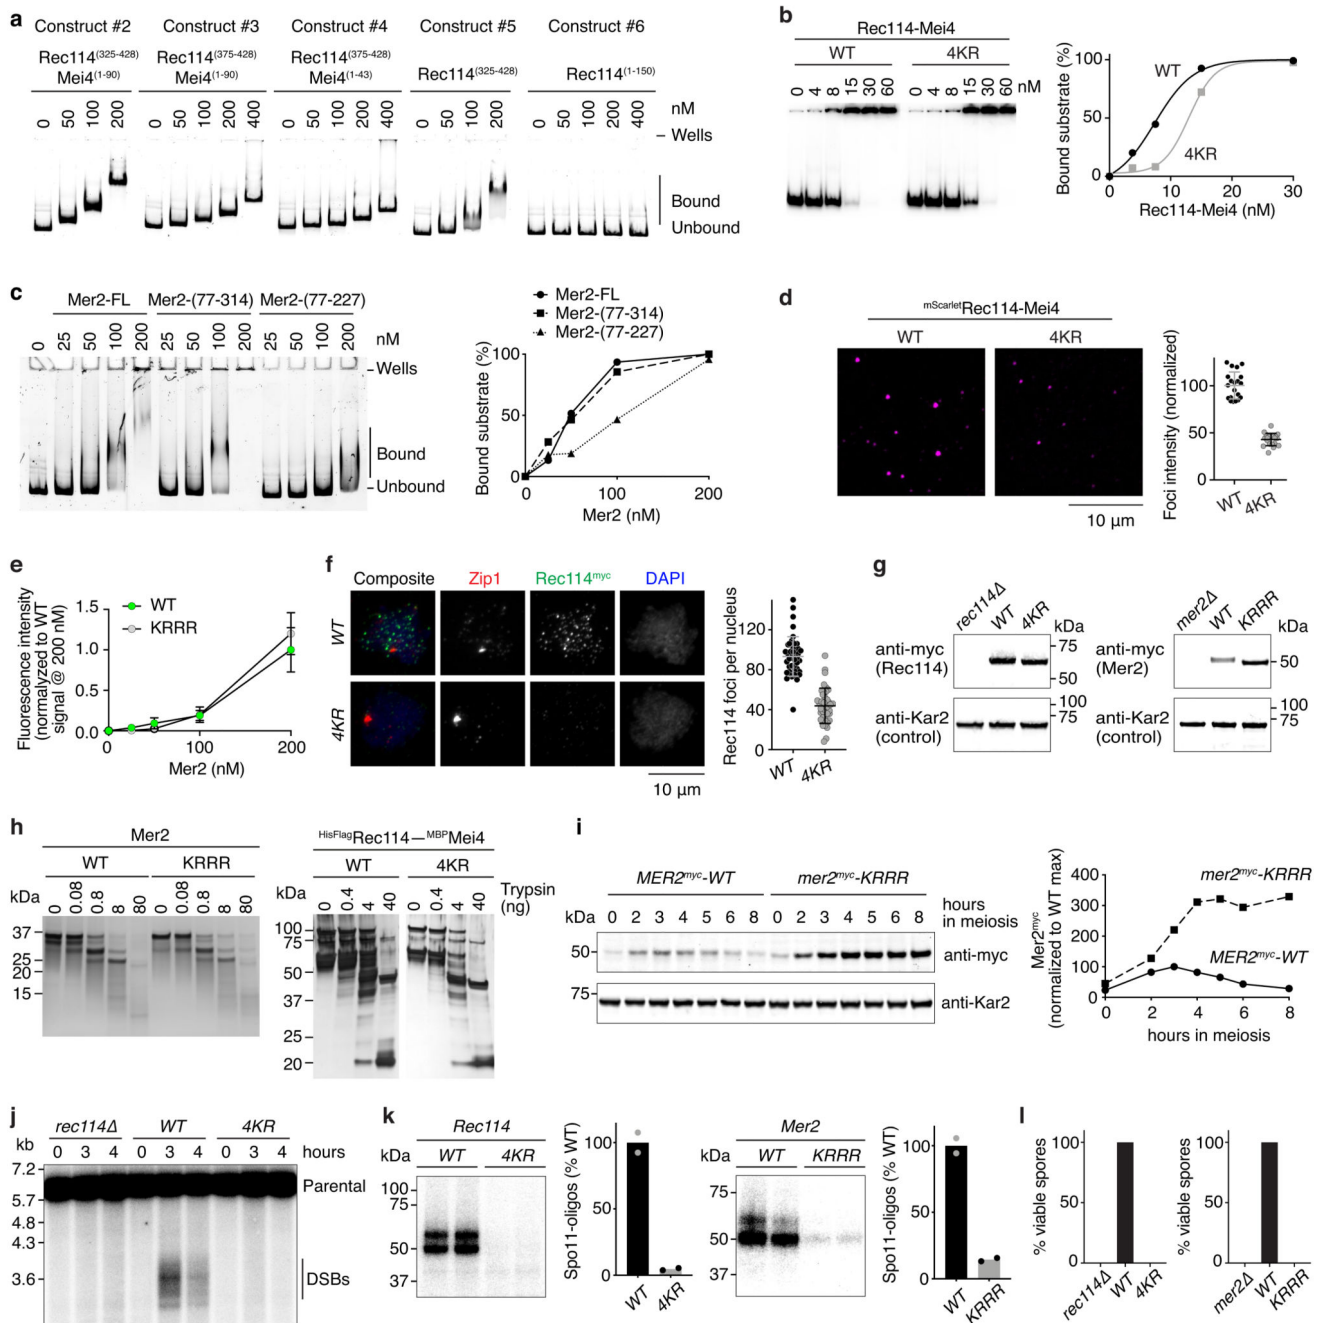 a
Construct #2 Construct #3 Construct #4 Construct #5 Construct #6
Rec114(325-428) Rec114(375-428) Rec114(375-428)
Mei4(1-90) Mei4(1-90) Mei4(1-43) Rec114(325-428) Rec114(1-150)
0 50 100 200 0 50 100 200 400 0 50 100 200 400 0 50 100 200 0 50 100 200 400 nM
Wells
Bound
Unbound
b
Rec114-Mei4
WT 4KR
0 4 8 15 30 60 0 4 8 15 30 60 nM
Bound substrate (%)
100
50
0
WT
4KR
0 10 20 30
Rec114-Mei4 (nM)
c
Mer2-FL Mer2-(77-314) Mer2-(77-227)
0 25 50 100 200 25 50 100 200 25 50 100 200 nM
Wells
Bound
Unbound
Mer2-FL
Mer2-(77-314)
Mer2-(77-227)
Bound substrate (%)
100
50
0
0 100 200
Mer2 (nM)
d
mScarletRec114-Mei4
WT 4KR
10 µm
Foci intensity (normalized)
100
50
0
WT 4KR
e
Fluorescence intensity
(normalized to WT
signal @ 200 nM)
1.5
1.0
0.5
0.0
WT
KRRR
0 100 200
Mer2 (nM)
f
Composite Zip1 Rec114myc DAPI
WT
4KR
10 µm
Rec114 foci per nucleus
120
80
40
0
WT 4KR
g
rec114Δ WT 4KR kDa
anti-myc
(Rec114)
75
50
anti-Kar2
(control)
100
75
mer2Δ WT KRRR kDa
anti-myc
(Mer2)
50
anti-Kar2
(control)
100
75
h
Mer2
WT KRRR
kDa 0 0.08 0.8 8 80 0 0.08 0.8 8 80
37
25
20
15
HisFlagRec114—MBPMei4
WT 4KR
kDa 0 0.4 4 40 0 0.4 4 40 Trypsin
(ng)
100
75
50
37
25
20
i
MER2myc-WT mer2myc-KRRR
kDa 0 2 3 4 5 6 8 0 2 3 4 5 6 8 hours
in meiosis
50 anti-myc
75 anti-Kar2
Mer2myc
(normalized to WT max)
400
300
200
100
0
mer2myc-KRRR
MER2myc-WT
0 2 4 6 8
hours in meiosis
j
rec114Δ WT 4KR
kb 0 3 4 0 3 4 0 3 4 hours
7.2
5.7
4.8
4.3
3.6
Parental
DSBs
k
Rec114
kDa WT 4KR
100
75
50
37
Spo11-oligos (% WT)
100
50
0
WT 4KR
Mer2
kDa WT KRRR
75
50
37
Spo11-oligos (% WT)
100
50
0
WT KRRR
l
% viable spores
100
50
0
rec114Δ WT 4KR
% viable spores
100
50
0
mer2Δ WT KRRR